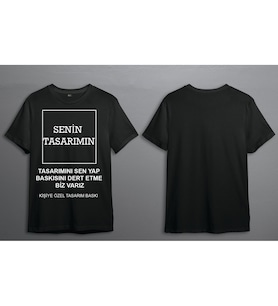 SENİN
TASARIMIN
TASARIMINI SEN YAP
BASKISINI DERT ETME
BİZ VARIZ
KİŞİYE ÖZEL TASARIM BASKI